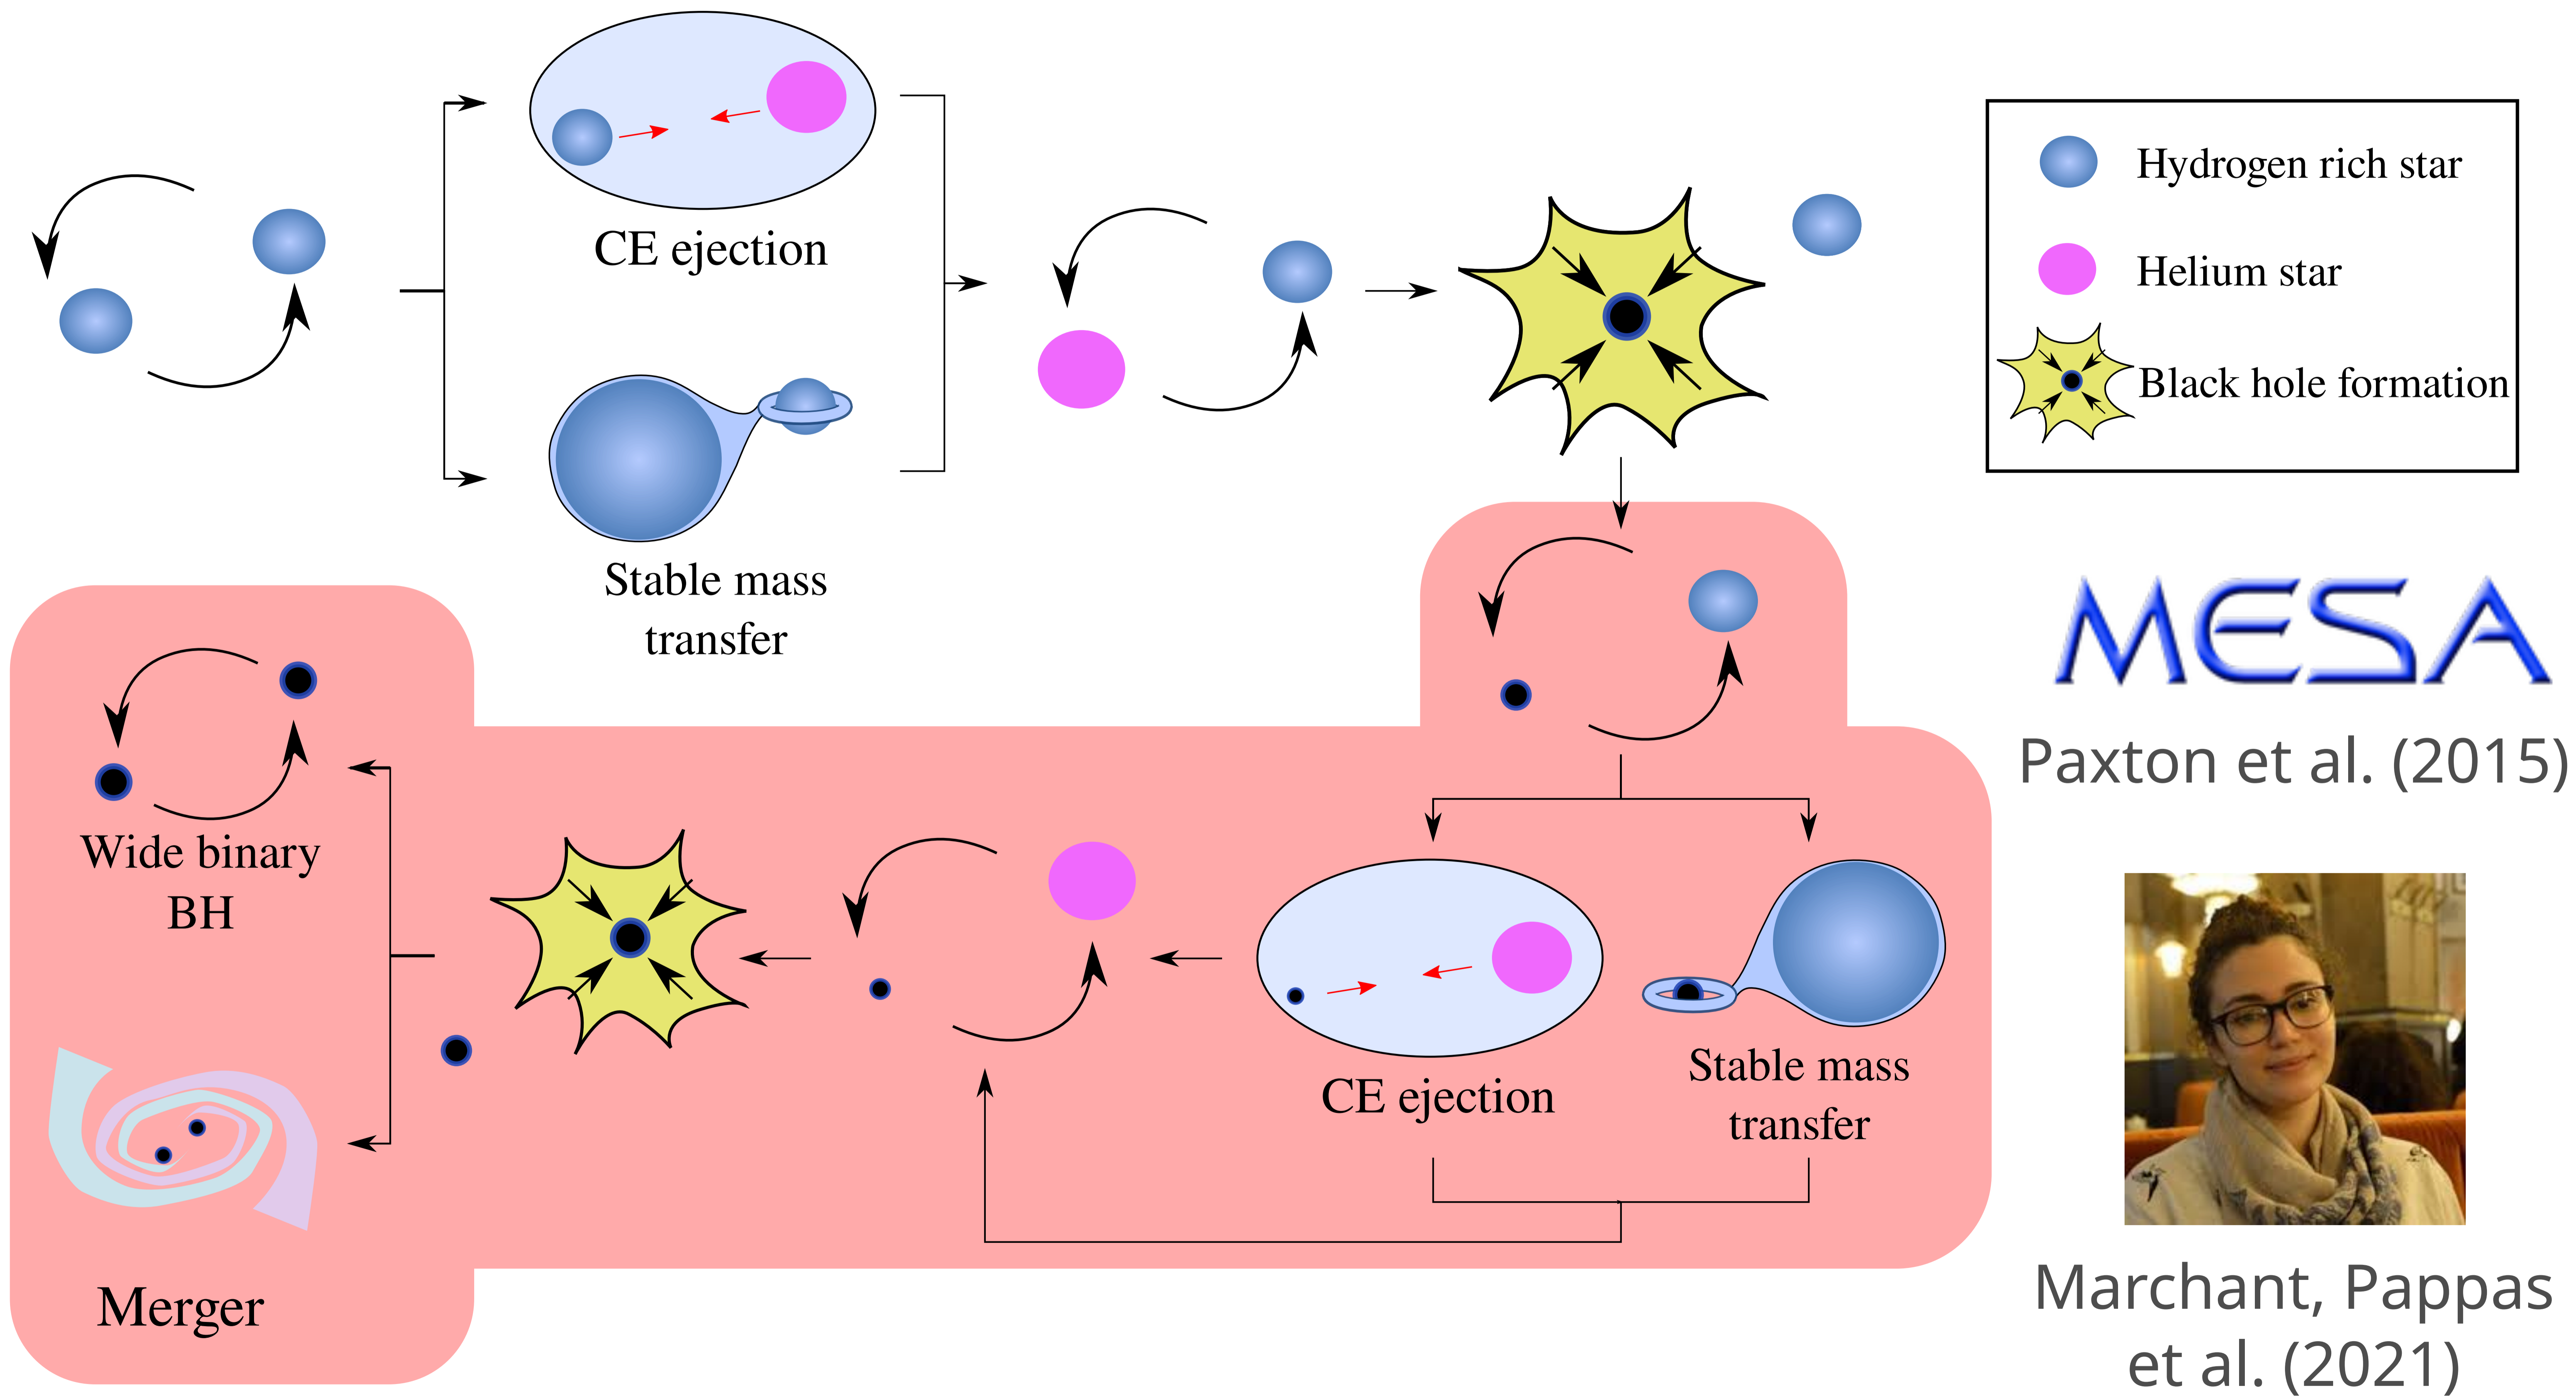 CE ejection
Stable mass
transfer
Hydrogen rich star
Helium star
Black hole formation
MESA
Paxton et al. (2015)
Wide binary
BH
Merger
CE ejection
Stable mass
transfer
Marchant, Pappas
et al. (2021)